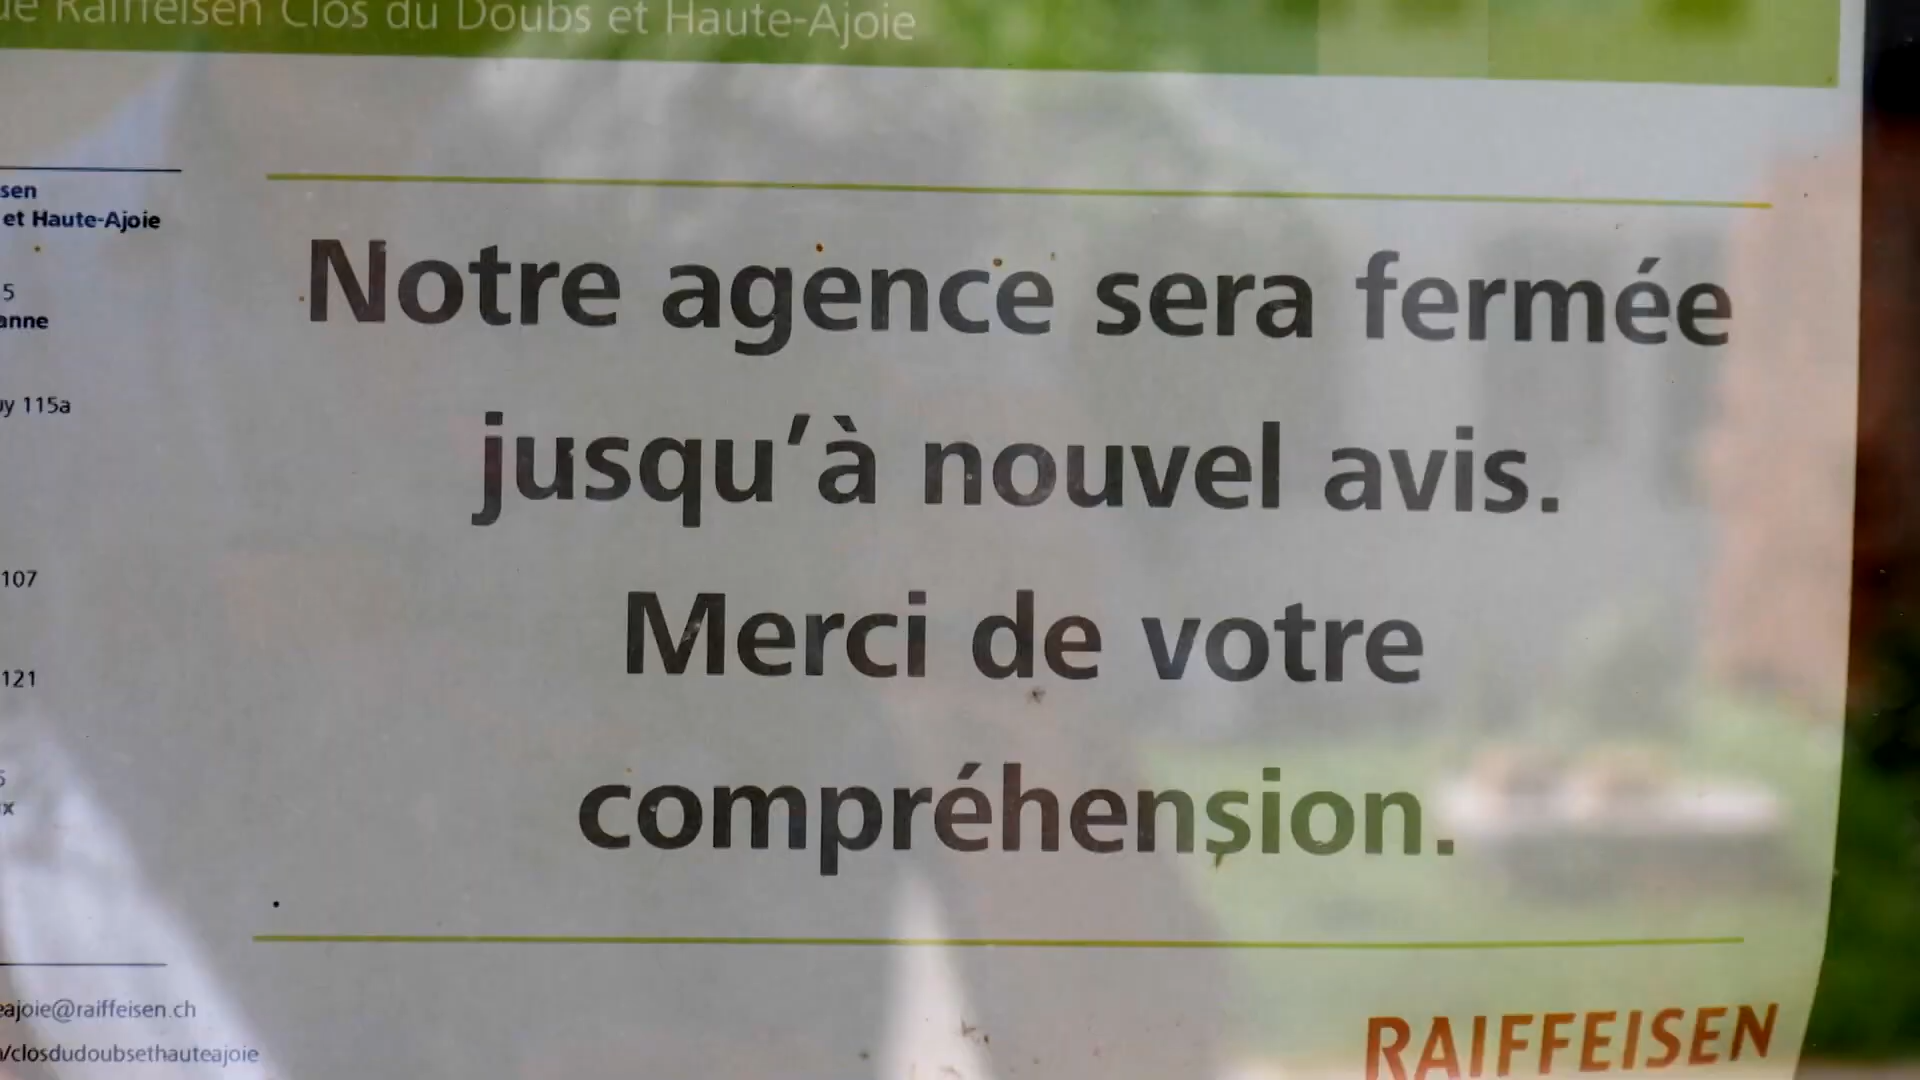 Raiffeisen Clos du Doubs et Haute-Ajoie
sen
et Haute-Ajoie
5
anne
115a
107
121
Notre agence sera fermée
jusqu'à nouvel avis.
Merci de votre
compréhension.
eajoie@raiffeisen.ch
/closdudoubsethauteajoie
RAIFFEISEN